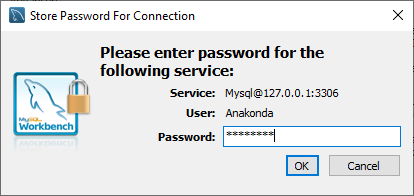 Store Password For Connection
Please enter password for the
following service:
Service: Mysql@127.0.0.1:3306
User: Anakonda
MySQL
Workbench
Password: ********
OK Cancel